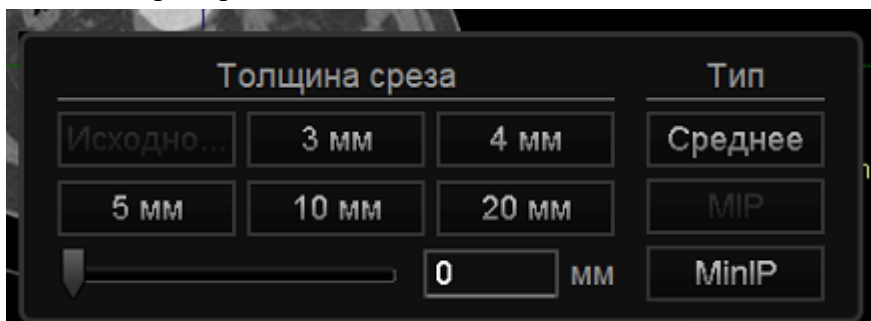 Толщина среза Тип
Исходно... 3 мм 4 мм Среднее
5 мм 10 мм 20 мм MIP
0 мм MinIP